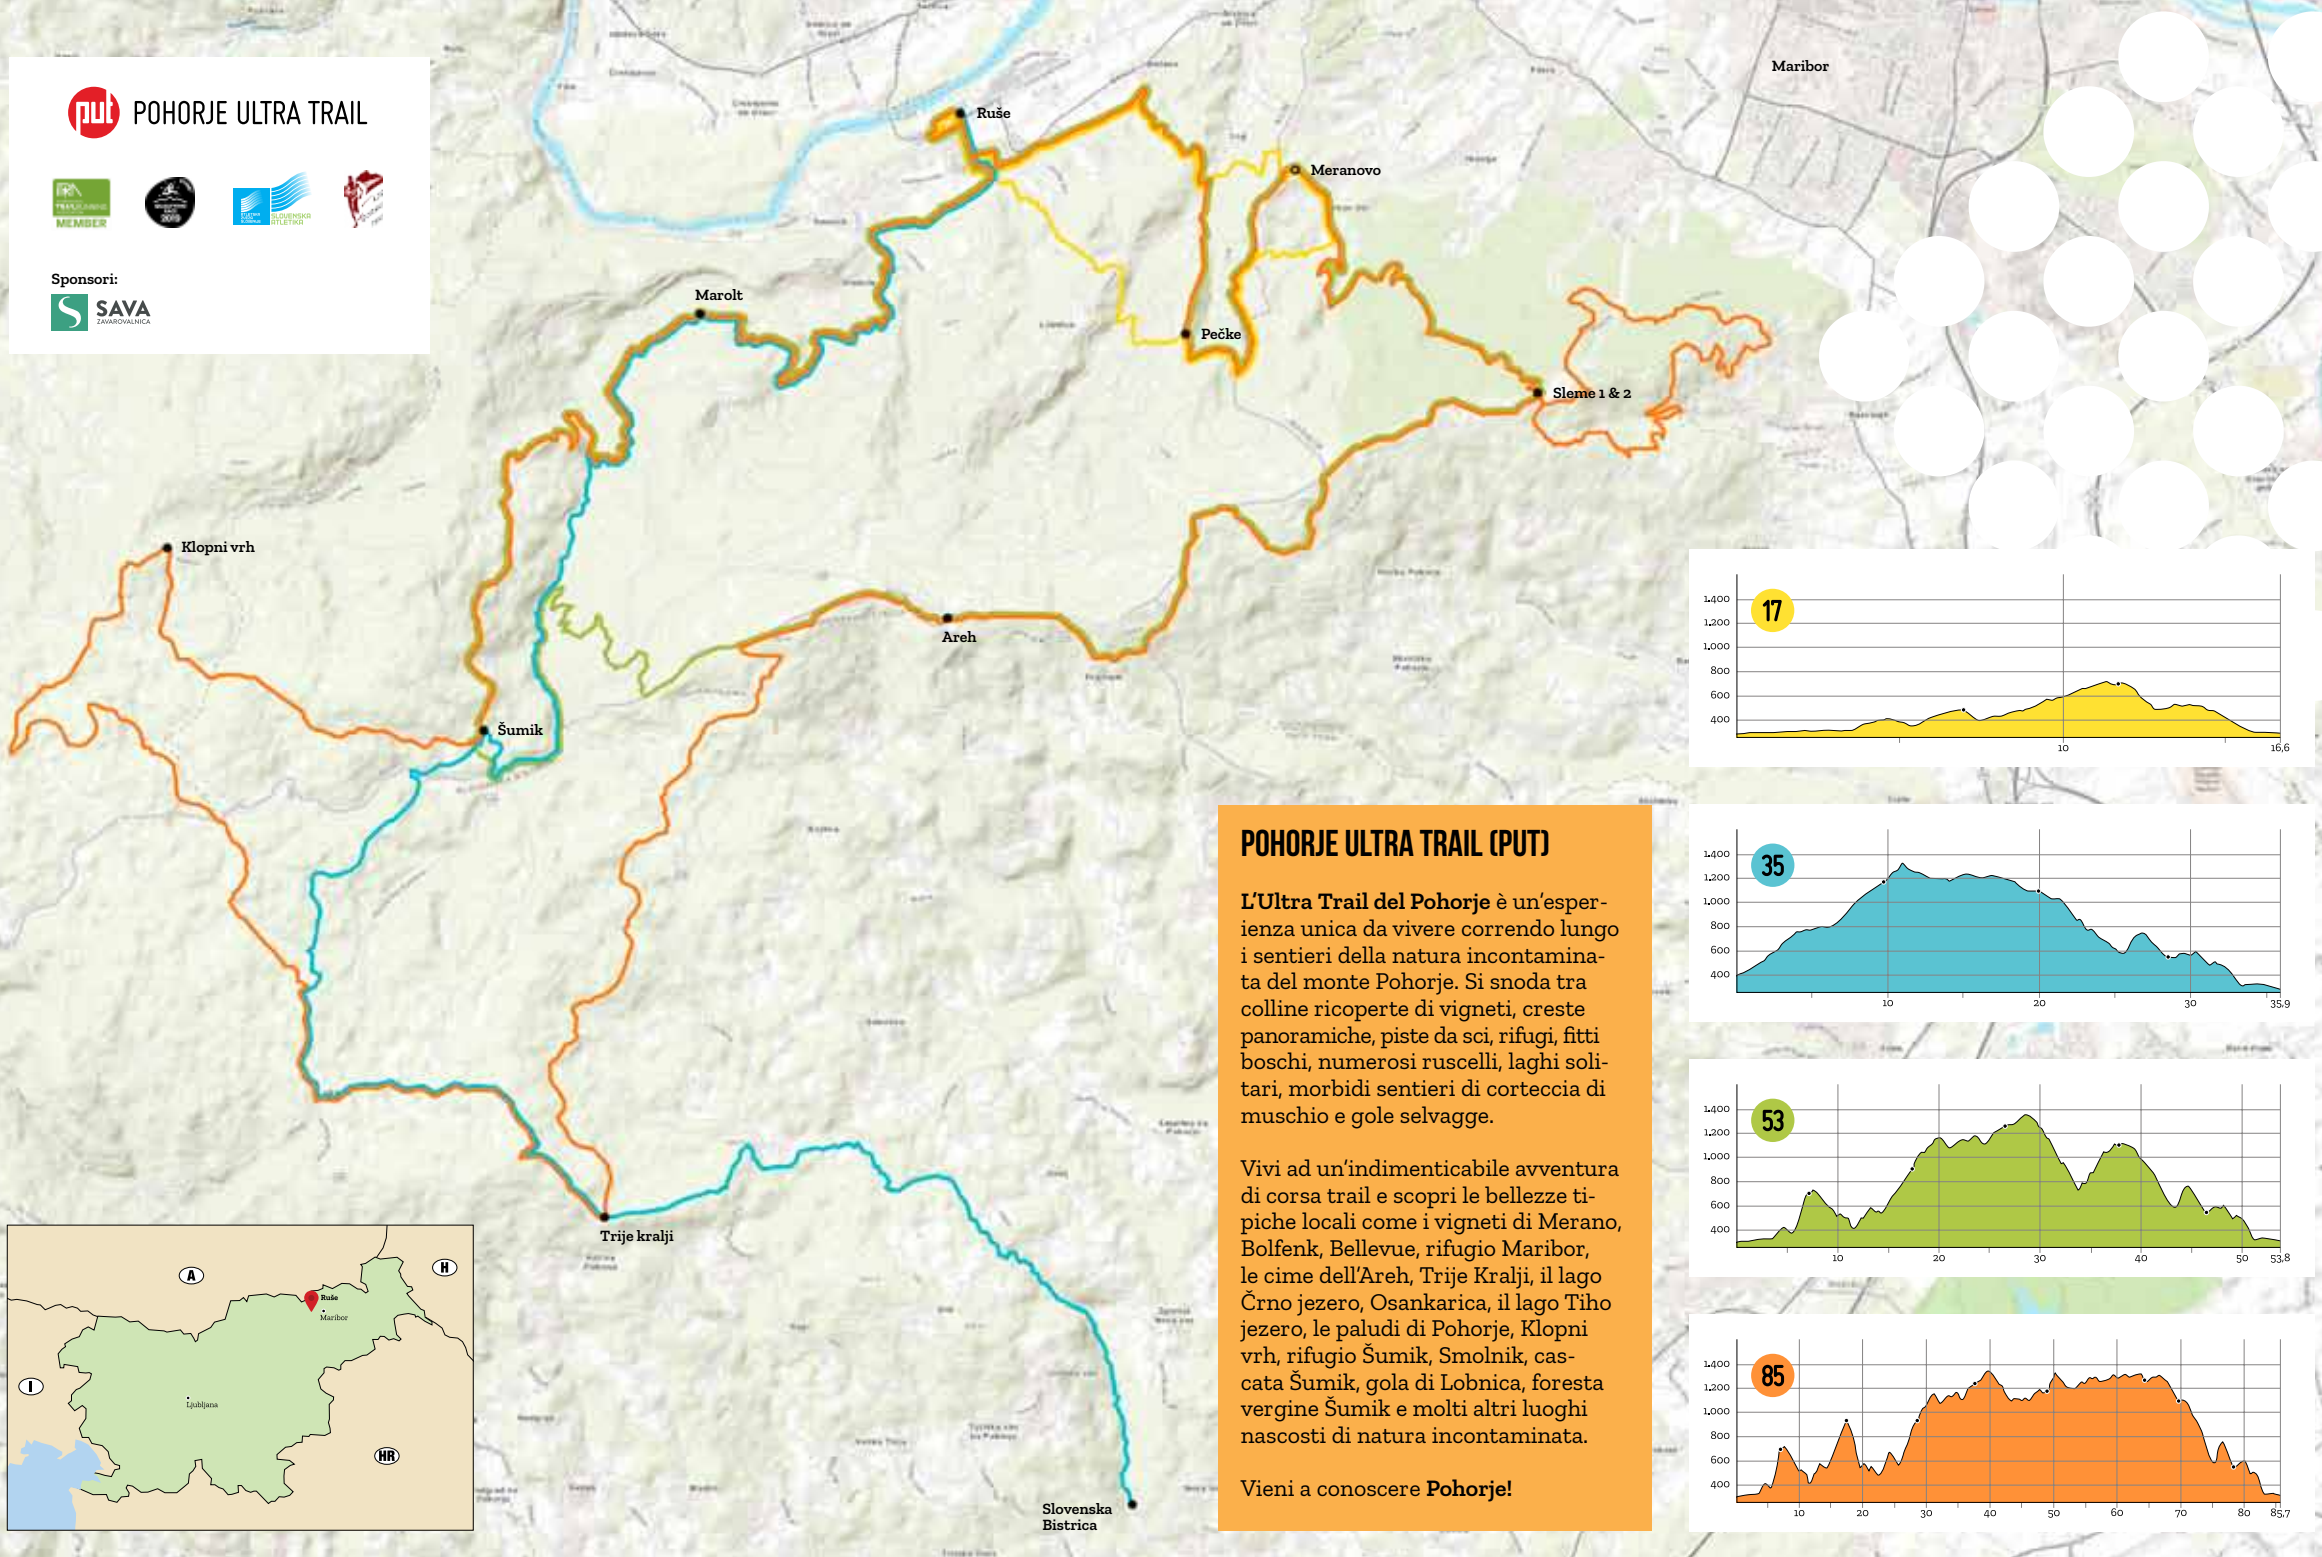 put POHORJE ULTRA TRAIL
MEMBER
2019
SLOVENSKA
ATLETIKA
Sponsori:
SAVA
ZAVAROVALNICA
Maribor
Ruše
Meranovo
Marolt
Pečke
Sleme 1 & 2
Klopni vrh
Areh
Šumik
Trije kralji
Slovenska
Bistrica
A
H
I
HR
Ruše
Maribor
Ljubljana
POHORJE ULTRA TRAIL (PUT)
L'Ultra Trail del Pohorje è un'esper-
ienza unica da vivere correndo lungo
i sentieri della natura incontamina-
ta del monte Pohorje. Si snoda tra
colline ricoperte di vigneti, creste
panoramiche, piste da sci, rifugi, fitti
boschi, numerosi ruscelli, laghi soli-
tari, morbidi sentieri di corteccia di
muschio e gole selvagge.
Vivi ad un'indimenticabile avventura
di corsa trail e scopri le bellezze ti-
piche locali come i vigneti di Merano,
Bolfenk, Bellevue, rifugio Maribor,
le cime dell'Areh, Trije Kralji, il lago
Črno jezero, Osankarica, il lago Tiho
jezero, le paludi di Pohorje, Klopni
vrh, rifugio Šumik, Smolnik, cas-
cata Šumik, gola di Lobnica, foresta
vergine Šumik e molti altri luoghi
nascosti di natura incontaminata.
Vieni a conoscere Pohorje!
17
1.400
1.200
1.000
800
600
400
10 16,6
35
1.400
1.200
1.000
800
600
400
10 20 30 35,9
53
1.400
1.200
1.000
800
600
400
10 20 30 40 50 53,8
85
1.400
1.200
1.000
800
600
400
10 20 30 40 50 60 70 80 85,7